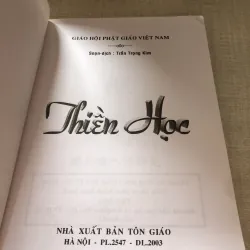 GIÁO HỘI PHẬT GIÁO VIỆT NAM
Soạn-dịch : Trần Trọng Kim
Thiền Học
NHÀ XUẤT BẢN TÔN GIÁO
HÀ NỘI - PL.2547 - DL.2003